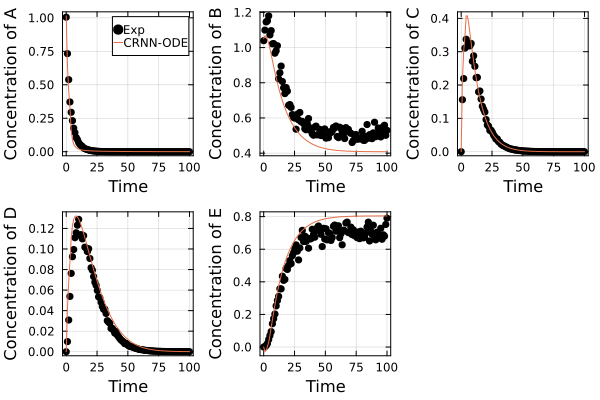 Concentration of A
1.00
0.75
0.50
0.25
0.00
0 25 50 75 100
Time
Exp
CRNN-ODE
Concentration of B
1.2
1.0
0.8
0.6
0.4
0 25 50 75 100
Time
Concentration of C
0.4
0.3
0.2
0.1
0.0
0 25 50 75 100
Time
Concentration of D
0.12
0.10
0.08
0.06
0.04
0.02
0.00
0 25 50 75 100
Time
Concentration of E
0.8
0.6
0.4
0.2
0.0
0 25 50 75 100
Time